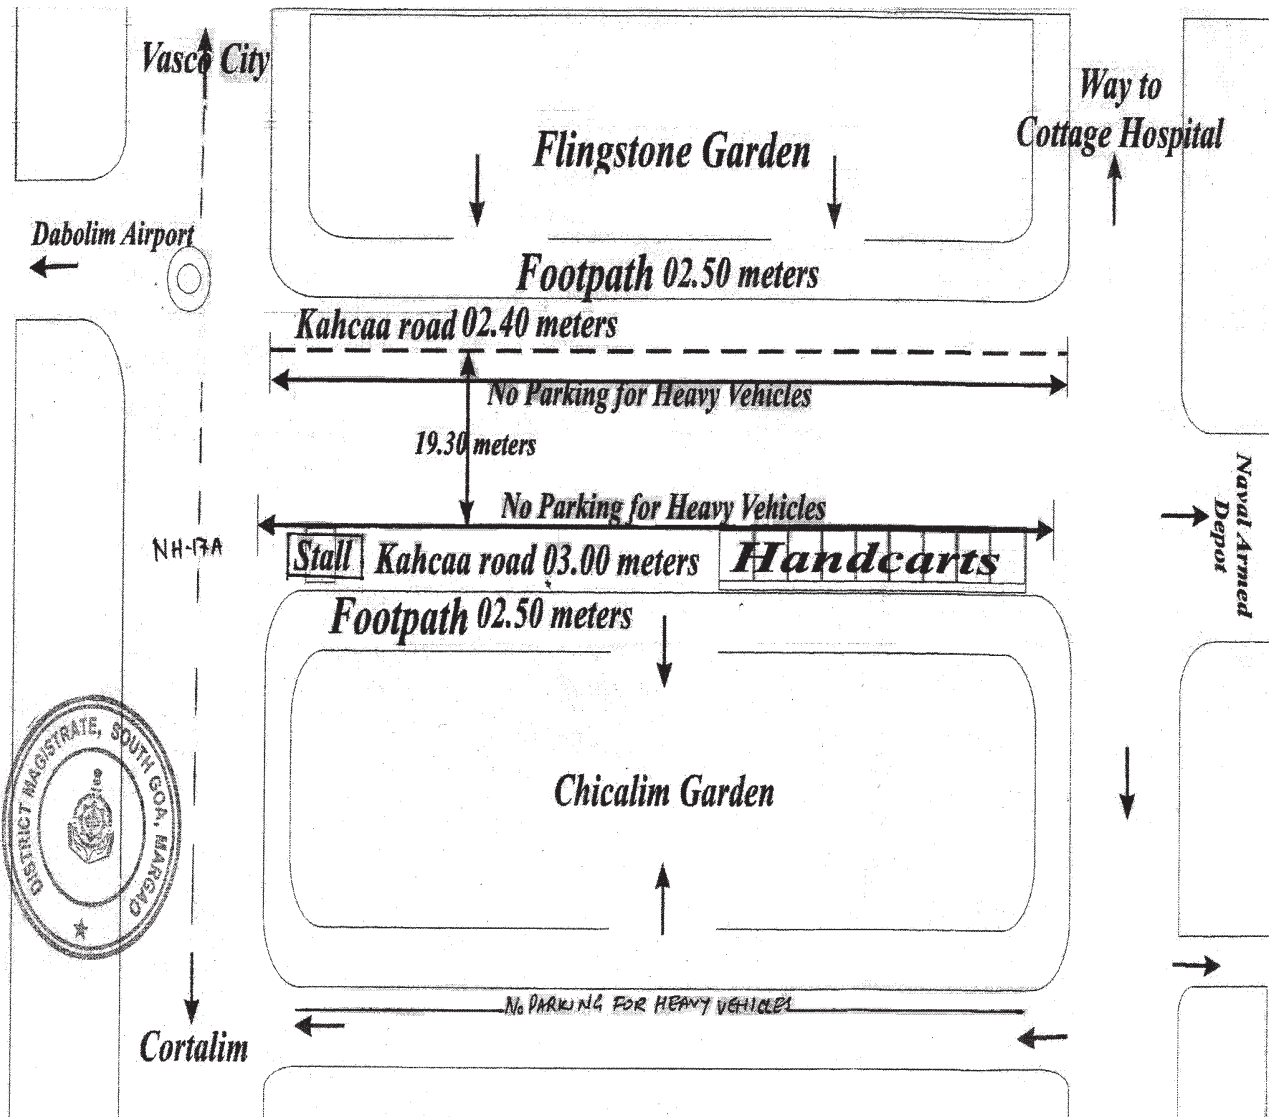 Vasco City
Way to
Cottage Hospital
Flingstone Garden
Dabolim Airport
Footpath 02.50 meters
Kahcaa road 02.40 meters
No Parking for Heavy Vehicles
19.30 meters
Naval Armed
Depot
No Parking for Heavy Vehicles
NH-17A
Stall
Kahcaa road 03.00 meters
Handcarts
Footpath 02.50 meters
DISTRICT MAGISTRATE, SOUTH GOA, MARGAO
Chicalim Garden
No PARKING FOR HEAVY VEHICLES
Cortalim